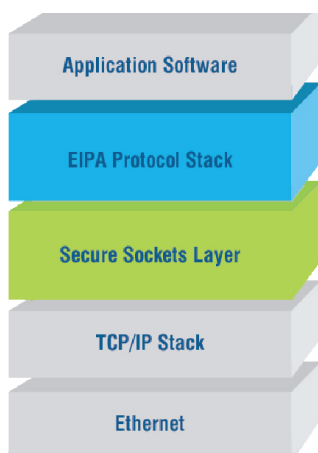 Application Software
EIPA Protocol Stack
Secure Sockets Layer
TCP/IP Stack
Ethernet